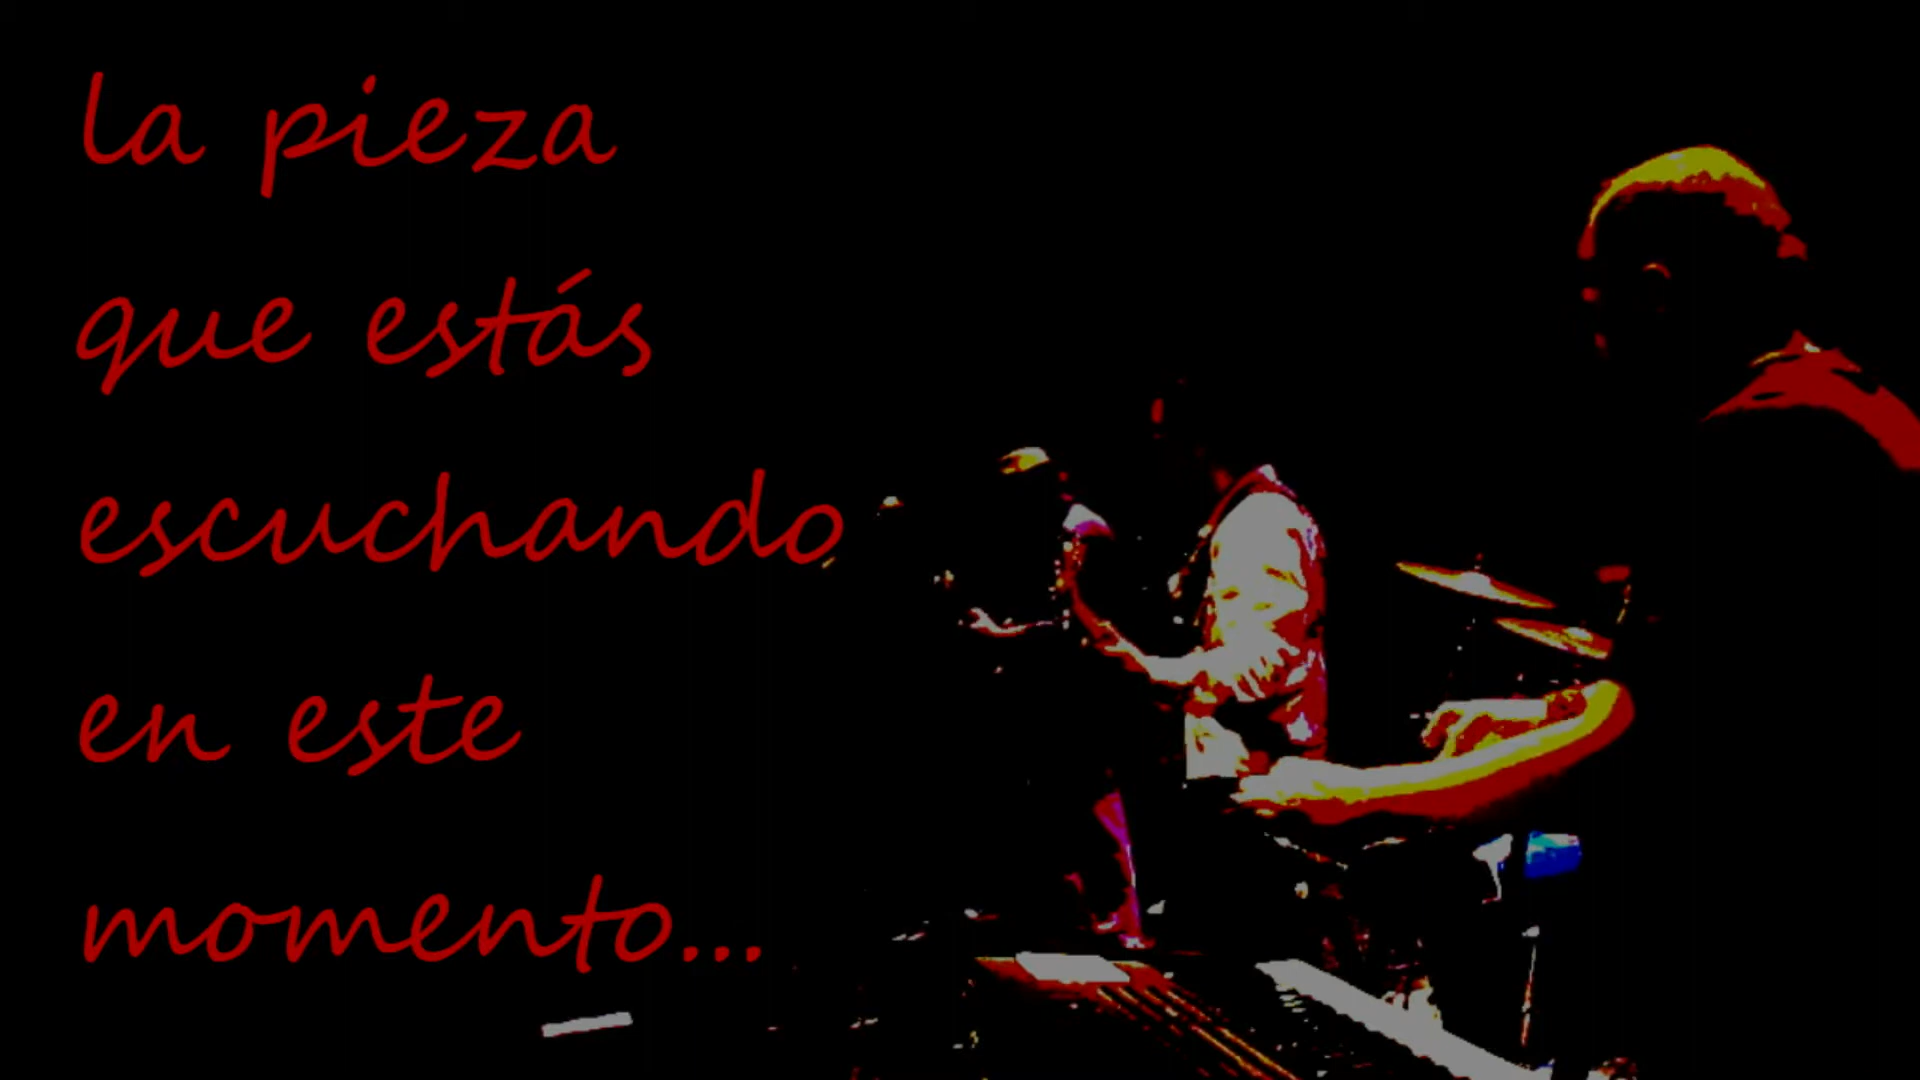 la pieza
que estás
escuchando
en este
momento...